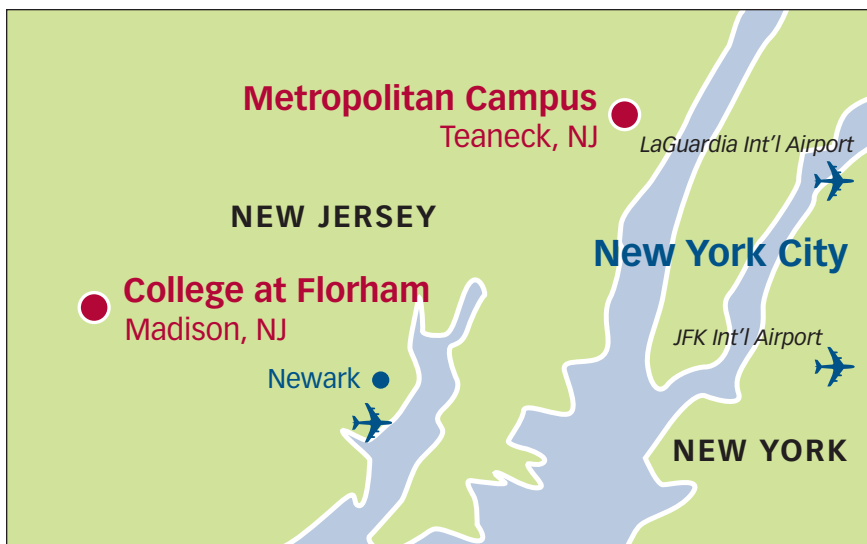 Metropolitan Campus
Teaneck, NJ
LaGuardia Int'l Airport
NEW JERSEY
New York City
College at Florham
Madison, NJ
JFK Int'l Airport
Newark
NEW YORK